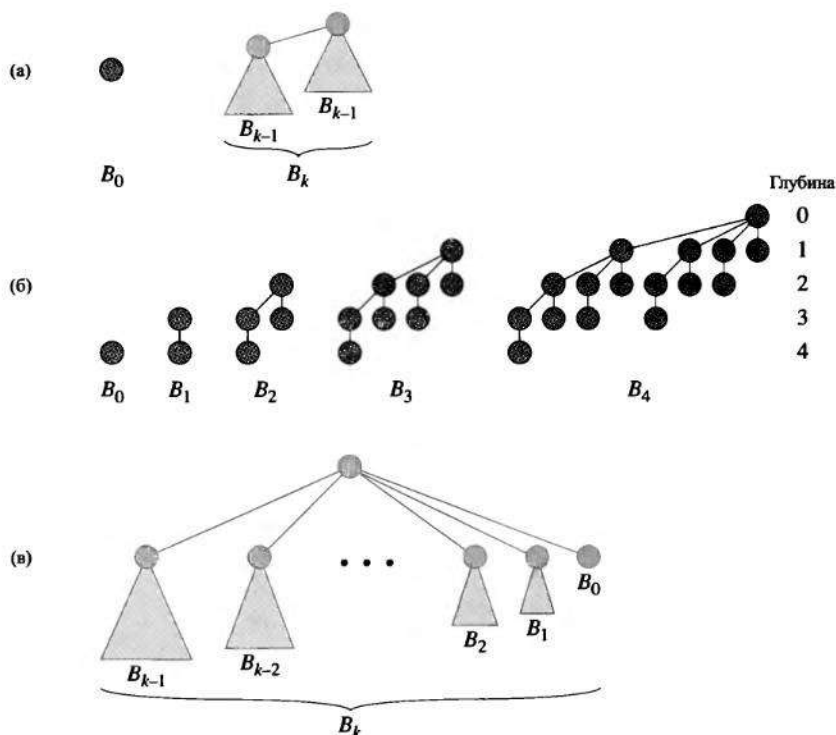 (а)
B_{k-1}
B_{k-1}
B_0
B_k
Глубина
0
1
(б)
2
3
4
B_0
B_1
B_2
B_3
B_4
(в)
B_0
B_2
B_1
B_{k-1}
B_{k-2}
B_k